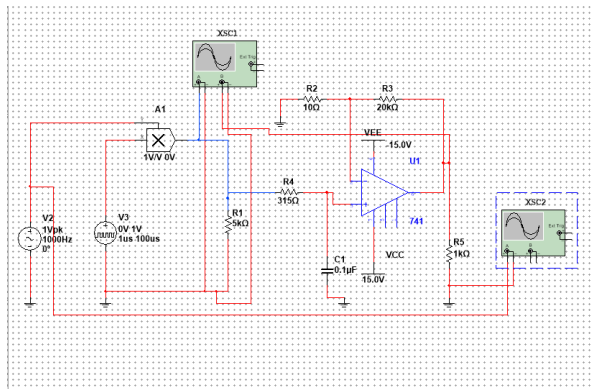 XSC1
Ext Trig
A B
A1
Y
X
1V/V 0V
R2
10Ω
R3
20kΩ
VEE
-15.0V
U1
741
R4
315Ω
V2
1Vpk
1000Hz
0°
V3
0V 1V
1us 100us
R1
5kΩ
C1
0.1µF
VCC
15.0V
R5
1kΩ
XSC2
Ext Trig
A B